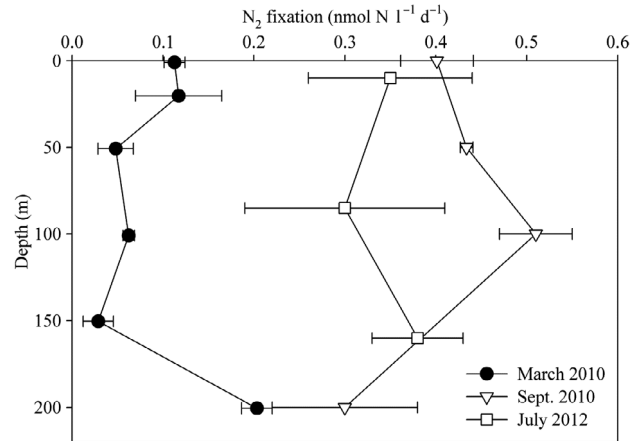 N₂ fixation (nmol N l⁻¹ d⁻¹)
0.0 0.1 0.2 0.3 0.4 0.5 0.6
0
50
100
150
200
Depth (m)
March 2010
Sept. 2010
July 2012